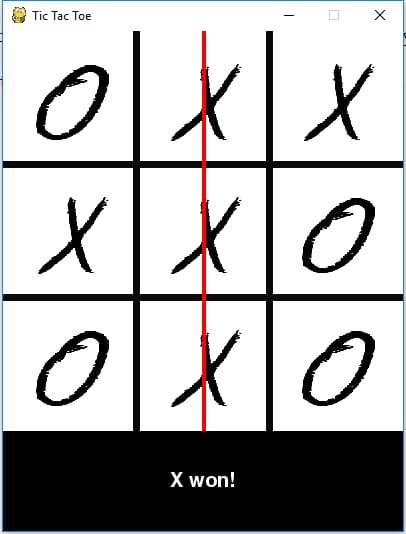 Tic Tac Toe
O X X
X X O
O X O
X won!